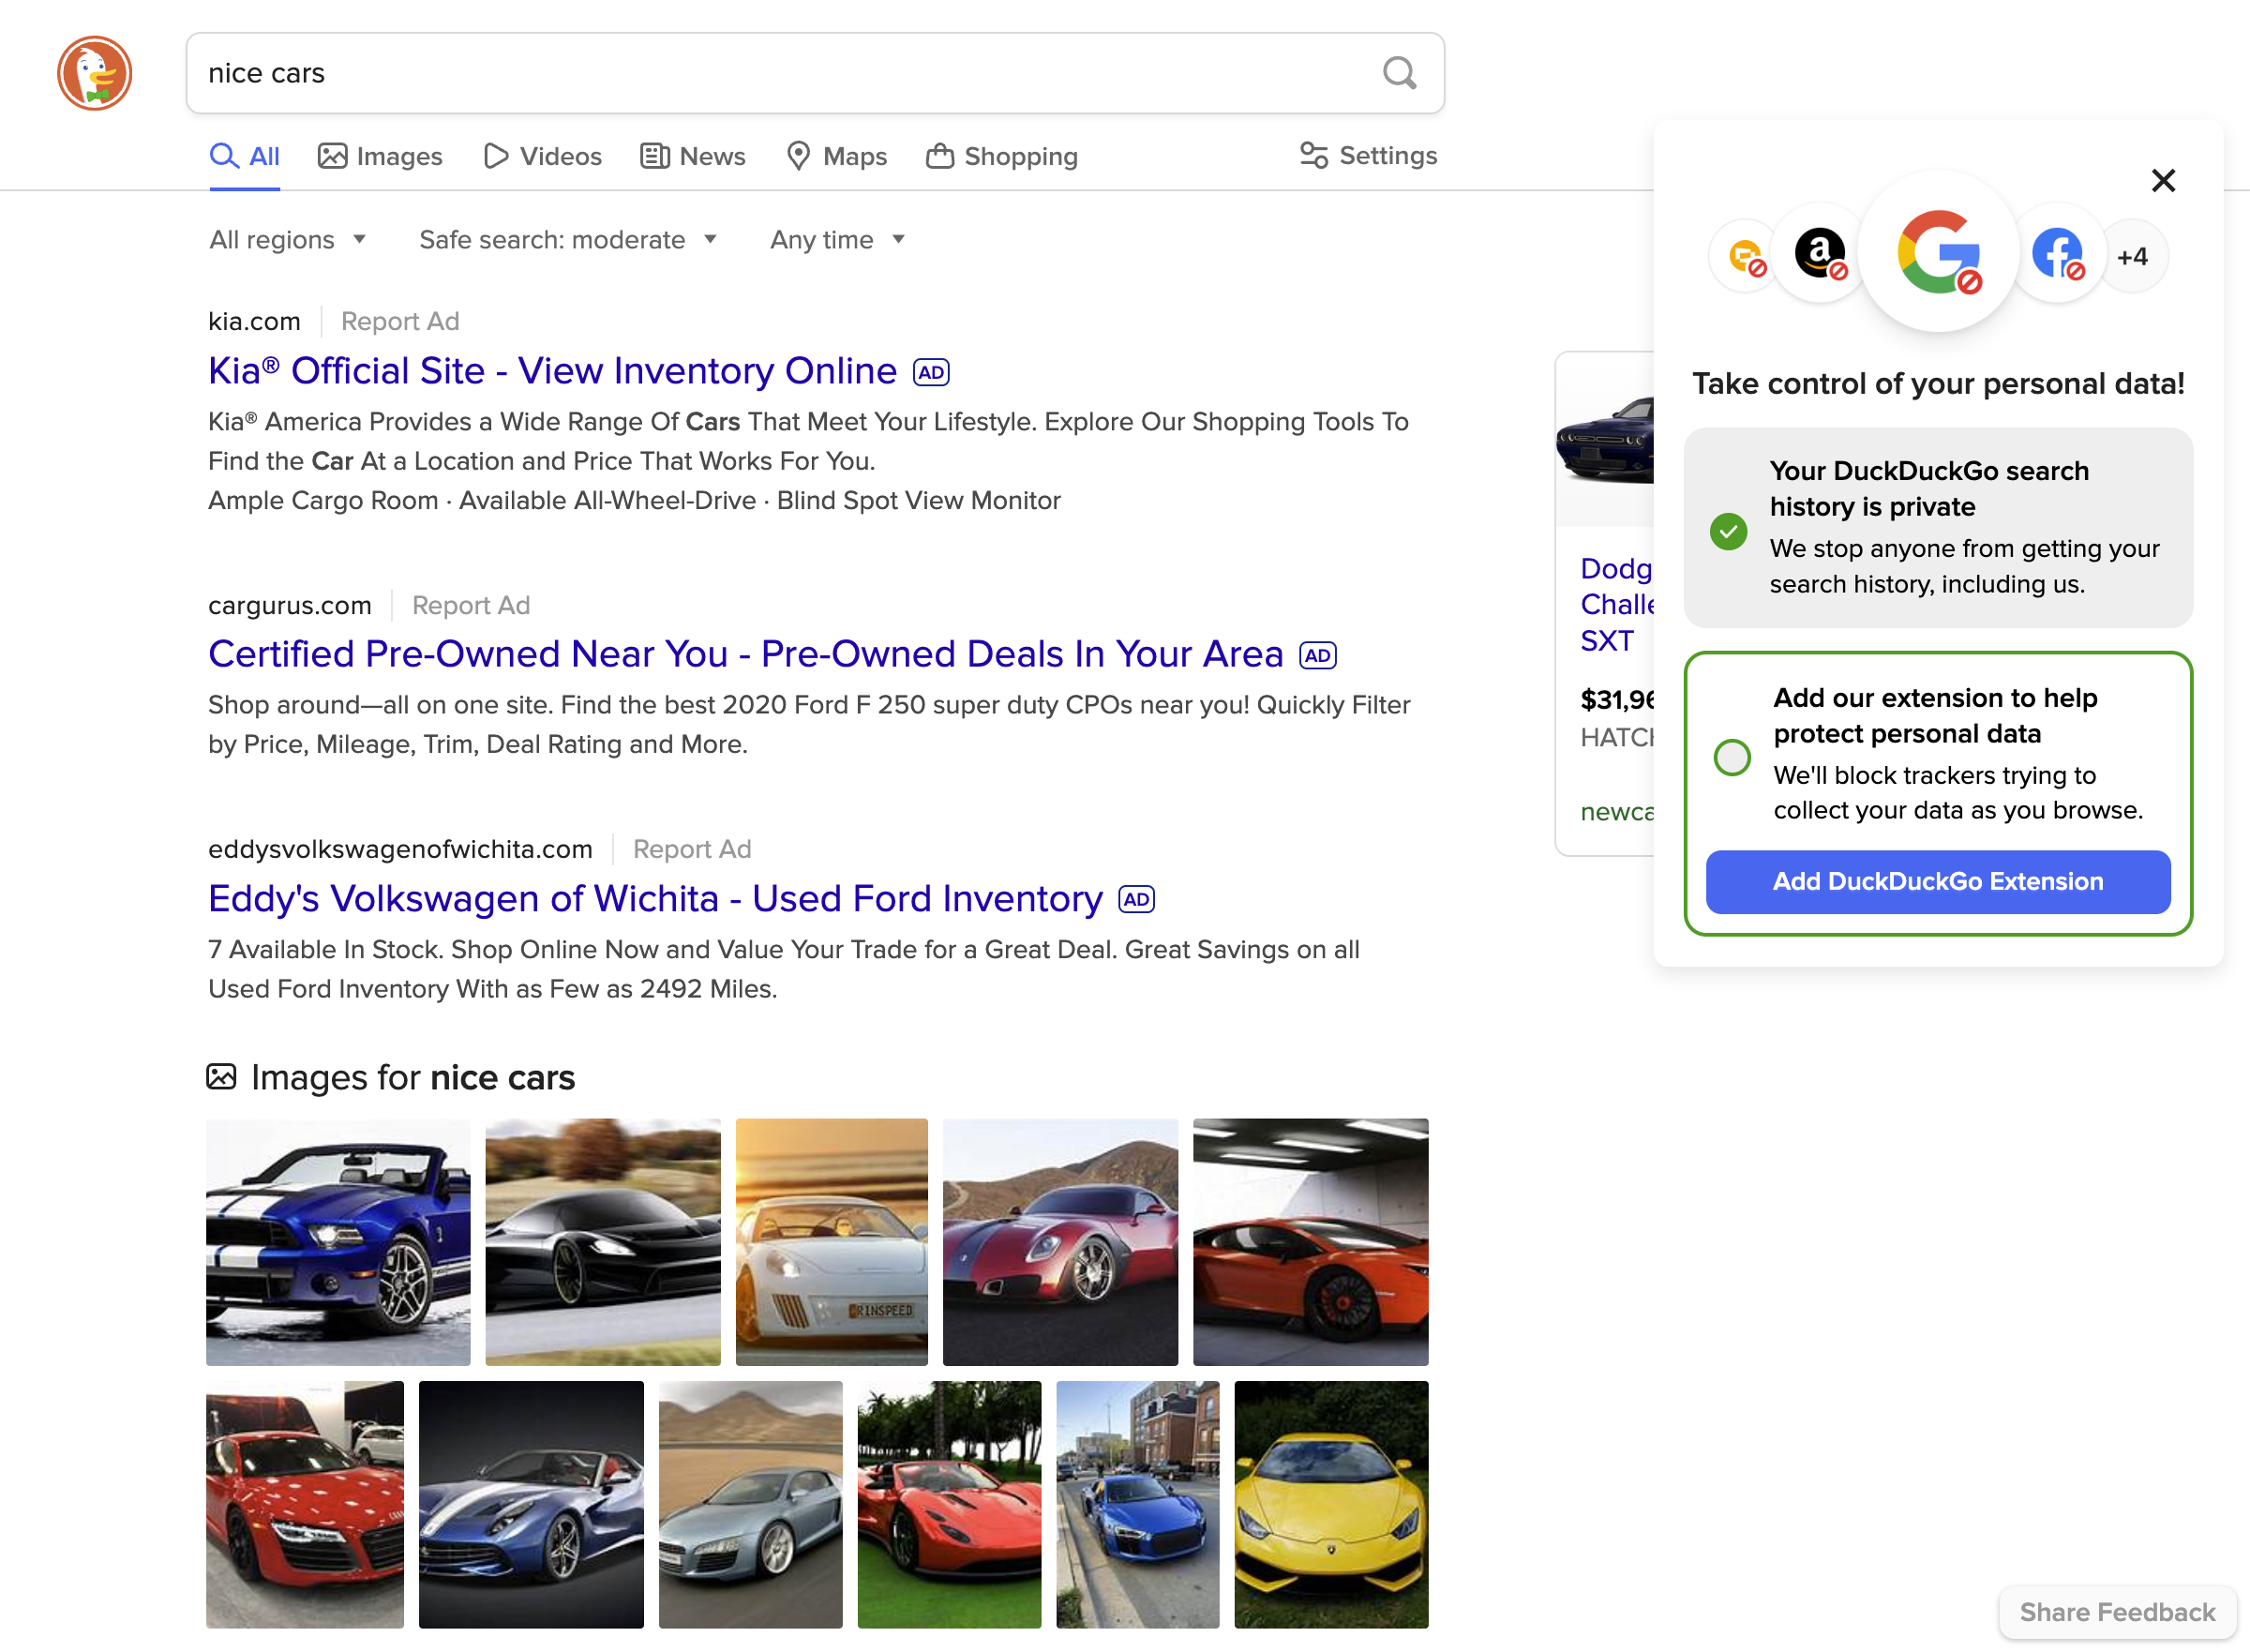 nice cars
All
Images
Videos
News
Maps
Shopping
Settings
All regions
Safe search: moderate
Any time
kia.com
Report Ad
Kia® Official Site - View Inventory Online AD
Kia® America Provides a Wide Range Of Cars That Meet Your Lifestyle. Explore Our Shopping Tools To
Find the Car At a Location and Price That Works For You.
Ample Cargo Room · Available All-Wheel-Drive · Blind Spot View Monitor
cargurus.com
Report Ad
Certified Pre-Owned Near You - Pre-Owned Deals In Your Area AD
Shop around—all on one site. Find the best 2020 Ford F 250 super duty CPOs near you! Quickly Filter
by Price, Mileage, Trim, Deal Rating and More.
eddysvolkswagenofwichita.com
Report Ad
Eddy's Volkswagen of Wichita - Used Ford Inventory AD
7 Available In Stock. Shop Online Now and Value Your Trade for a Great Deal. Great Savings on all
Used Ford Inventory With as Few as 2492 Miles.
Images for nice cars
RINSPEED
Dodg
Challe
SXT
$31,96
HATCH
newca
+4
Take control of your personal data!
Your DuckDuckGo search
history is private
We stop anyone from getting your
search history, including us.
Add our extension to help
protect personal data
We'll block trackers trying to
collect your data as you browse.
Add DuckDuckGo Extension
Share Feedback